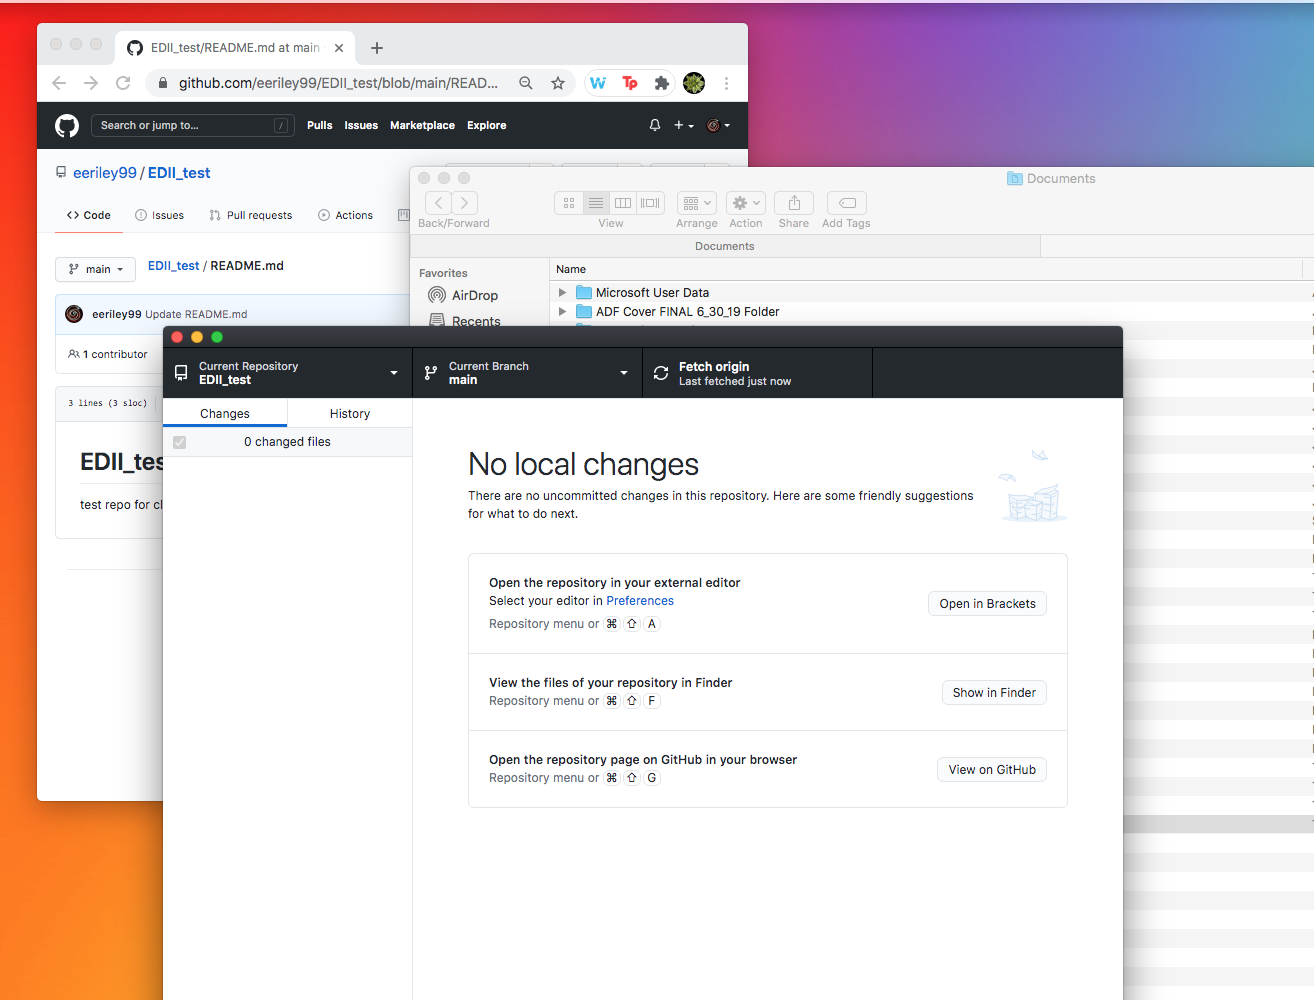 EDII_test/README.md at main
github.com/eeriley99/EDII_test/blob/main/READ...
W Tp
Search or jump to... /
Pulls Issues Marketplace Explore
eeriley99 / EDII_test
Code Issues Pull requests Actions
main EDII_test / README.md
eeriley99 Update README.md
1 contributor
3 lines (3 sloc)
EDII_tes
test repo for cl
Documents
Back/Forward View Arrange Action Share Add Tags
Documents
Favorites
AirDrop
Recents
Name
Microsoft User Data
ADF Cover FINAL 6_30_19 Folder
Current Repository
EDII_test
Current Branch
main
Fetch origin
Last fetched just now
Changes History
0 changed files
No local changes
There are no uncommitted changes in this repository. Here are some friendly suggestions
for what to do next.
Open the repository in your external editor
Select your editor in Preferences
Repository menu or ⌘ ⇧ A
Open in Brackets
View the files of your repository in Finder
Repository menu or ⌘ ⇧ F
Show in Finder
Open the repository page on GitHub in your browser
Repository menu or ⌘ ⇧ G
View on GitHub